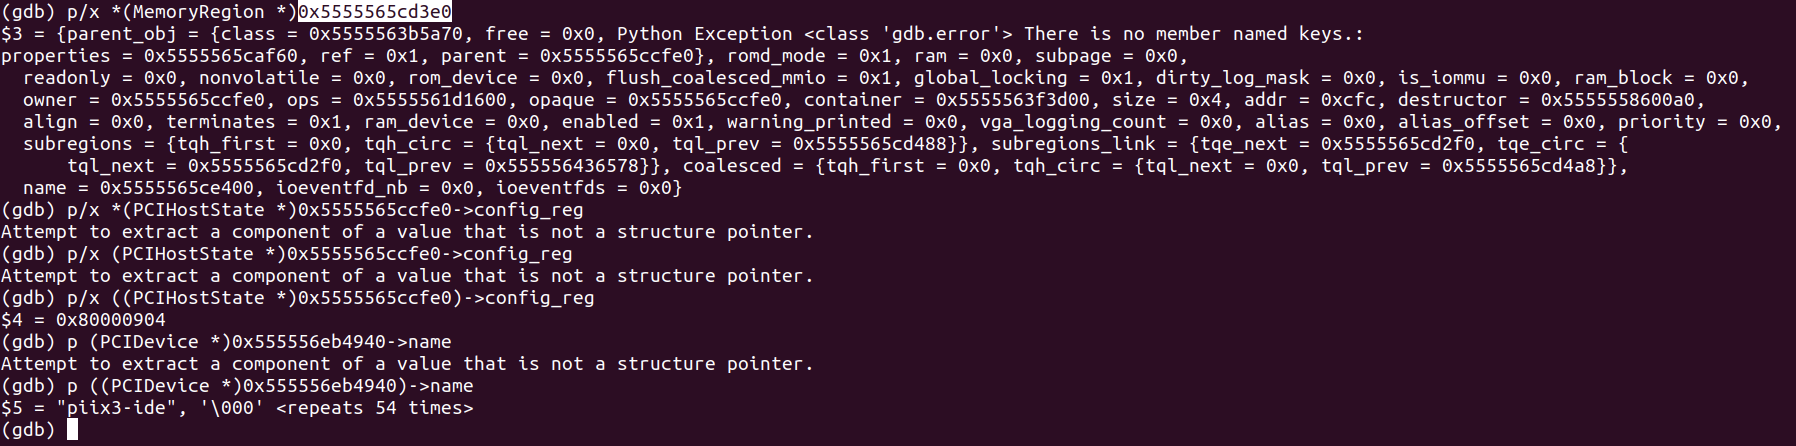 (gdb) p/x *(MemoryRegion *)0x5555565cd3e0
$3 = {parent_obj = {class = 0x5555563b5a70, free = 0x0, Python Exception <class 'gdb.error'> There is no member named keys.:
properties = 0x5555565caf60, ref = 0x1, parent = 0x5555565ccfe0}, romd_mode = 0x1, ram = 0x0, subpage = 0x0,
  readonly = 0x0, nonvolatile = 0x0, rom_device = 0x0, flush_coalesced_mmio = 0x1, global_locking = 0x1, dirty_log_mask = 0x0, is_iommu = 0x0, ram_block = 0x0,
  owner = 0x5555565ccfe0, ops = 0x5555561d1600, opaque = 0x5555565ccfe0, container = 0x5555563f3d00, size = 0x4, addr = 0xcfc, destructor = 0x5555558600a0,
  align = 0x0, terminates = 0x1, ram_device = 0x0, enabled = 0x1, warning_printed = 0x0, vga_logging_count = 0x0, alias = 0x0, alias_offset = 0x0, priority = 0x0,
  subregions = {tqh_first = 0x0, tqh_circ = {tql_next = 0x0, tql_prev = 0x5555565cd488}}, subregions_link = {tqe_next = 0x5555565cd2f0, tqe_circ = {
      tql_next = 0x5555565cd2f0, tql_prev = 0x555556436578}}, coalesced = {tqh_first = 0x0, tqh_circ = {tql_next = 0x0, tql_prev = 0x5555565cd4a8}},
  name = 0x5555565ce400, ioeventfd_nb = 0x0, ioeventfds = 0x0}
(gdb) p/x *(PCIHostState *)0x5555565ccfe0->config_reg
Attempt to extract a component of a value that is not a structure pointer.
(gdb) p/x (PCIHostState *)0x5555565ccfe0->config_reg
Attempt to extract a component of a value that is not a structure pointer.
(gdb) p/x ((PCIHostState *)0x5555565ccfe0)->config_reg
$4 = 0x80000904
(gdb) p (PCIDevice *)0x555556eb4940->name
Attempt to extract a component of a value that is not a structure pointer.
(gdb) p ((PCIDevice *)0x555556eb4940)->name
$5 = "piix3-ide", '\000' <repeats 54 times>
(gdb)